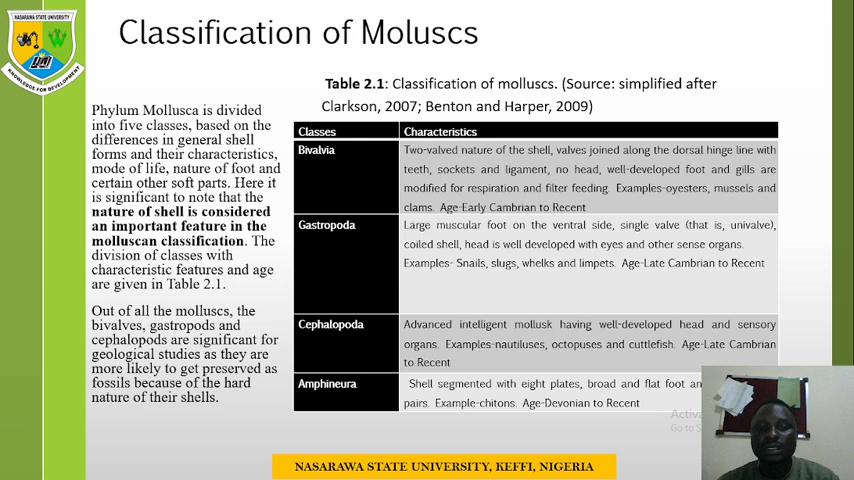 NASARAWA STATE UNIVERSITY
KNOWLEDGE FOR DEVELOPMENT
Classification of Moluscs
Table 2.1: Classification of molluscs. (Source: simplified after
Clarkson, 2007; Benton and Harper, 2009)
Phylum Mollusca is divided
into five classes, based on the
differences in general shell
forms and their characteristics,
mode of life, nature of foot and
certain other soft parts. Here it
is significant to note that the
nature of shell is considered
an important feature in the
molluscan classification. The
division of classes with
characteristic features and age
are given in Table 2.1.
Out of all the molluscs, the
bivalves, gastropods and
cephalopods are significant for
geological studies as they are
more likely to get preserved as
fossils because of the hard
nature of their shells.
Classes Characteristics
Bivalvia Two-valved nature of the shell, valves joined along the dorsal hinge line with
teeth, sockets and ligament, no head, well-developed foot and gills are
modified for respiration and filter feeding. Examples-oyesters, mussels and
clams. Age-Early Cambrian to Recent
Gastropoda Large muscular foot on the ventral side, single valve (that is, univalve),
coiled shell, head is well developed with eyes and other sense organs.
Examples- Snails, slugs, whelks and limpets. Age-Late Cambrian to Recent
Cephalopoda Advanced intelligent mollusk having well-developed head and sensory
organs. Examples-nautiluses, octopuses and cuttlefish. Age-Late Cambrian
to Recent
Amphineura Shell segmented with eight plates, broad and flat foot
pairs. Example-chitons. Age-Devonian to Recent
Go to
NASARAWA STATE UNIVERSITY, KEFFI, NIGERIA